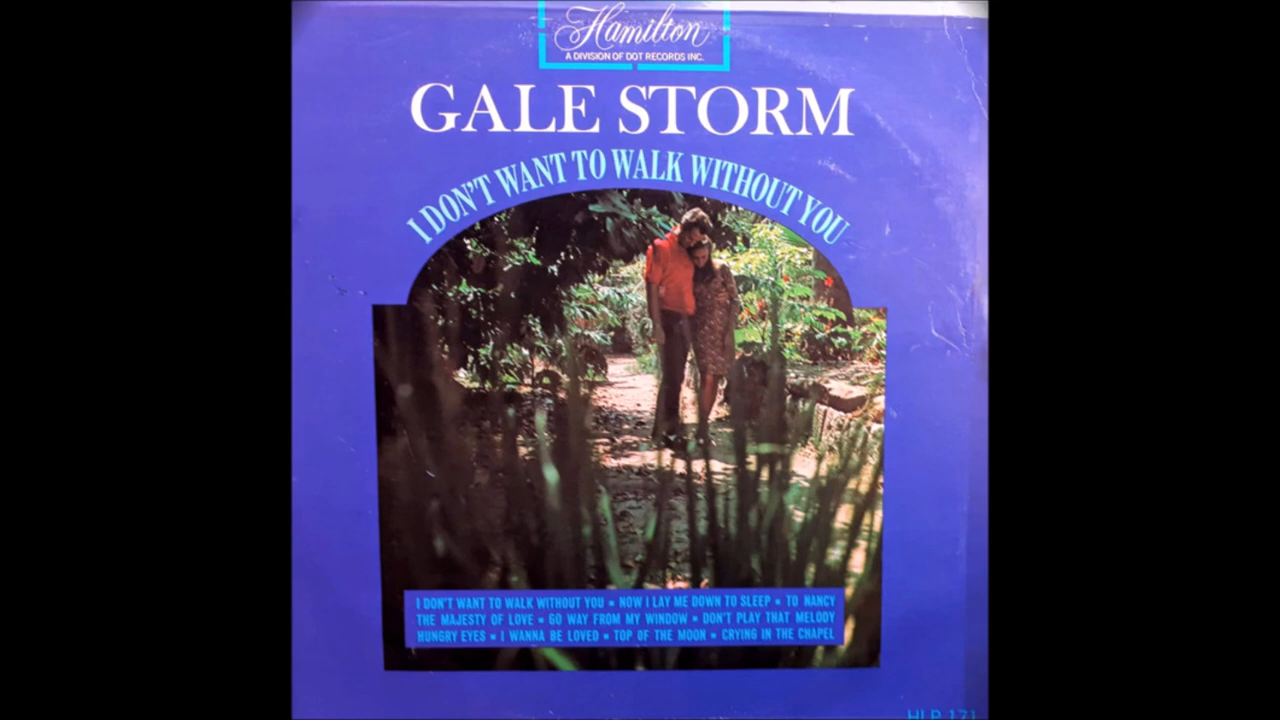 Hamilton
A DIVISION OF DOT RECORDS INC.
GALE STORM
I DON'T WANT TO WALK WITHOUT YOU
I DON'T WANT TO WALK WITHOUT YOU ▪ NOW I LAY ME DOWN TO SLEEP ▪ TO NANCY
THE MAJESTY OF LOVE ▪ GO WAY FROM MY WINDOW ▪ DON'T PLAY THAT MELODY
HUNGRY EYES ▪ I WANNA BE LOVED ▪ TOP OF THE MOON ▪ CRYING IN THE CHAPEL
HLP 171